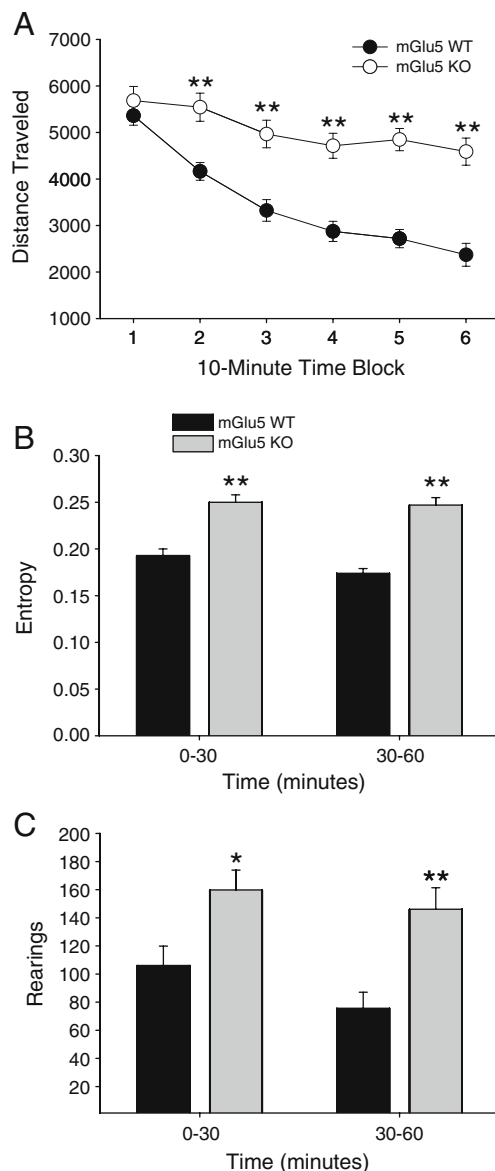 A
7000
6000
5000
4000
3000
2000
1000
Distance Traveled
mGlu5 WT
mGlu5 KO
**
**
**
**
**
1 2 3 4 5 6
10-Minute Time Block
B
mGlu5 WT
mGlu5 KO
0.30
0.25
0.20
0.15
0.10
0.05
0.00
Entropy
**
**
0-30 30-60
Time (minutes)
C
200
180
160
140
120
100
80
60
40
20
Rearings
*
**
0-30 30-60
Time (minutes)